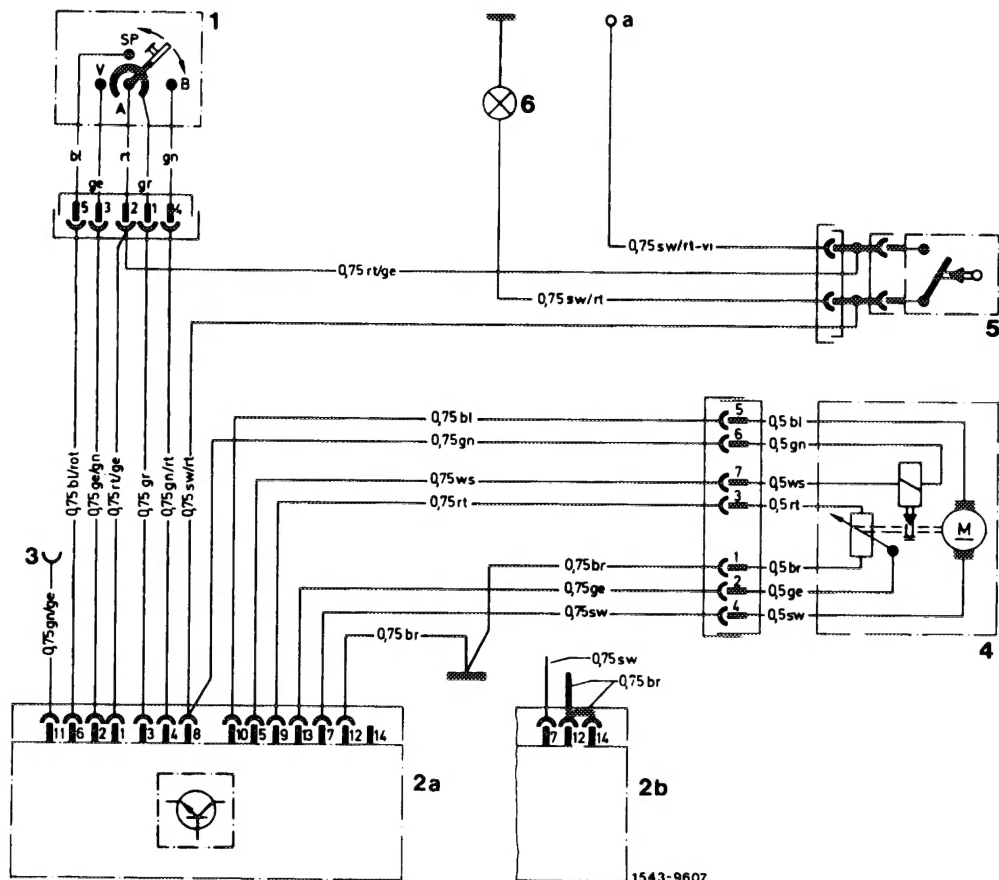 1
SP
V
B
A
bl
rt
gn
ge
gr
5
3
2
1
4
a
6
0,75 sw/rt-vi
0,75 rt/ge
0,75 sw/rt
5
0,75 bl
5
0,5 bl
0,75 gn
6
0,5 gn
0,75 ws
7
0,5 ws
0,75 rt
3
0,5 rt
M
0,75 br
1
0,5 br
0,75 ge
2
0,5 ge
0,75 sw
4
0,5 sw
4
0,75 bl/rot
0,75 ge/gn
0,75 rt/ge
0,75 gr
0,75 gn/rt
0,75 sw/rt
3
0,75 gn/ge
0,75 br
0,75 sw
0,75 br
11
6
2
1
3
4
8
10
5
9
13
7
12
14
2a
7
12
14
2b
1543-9607